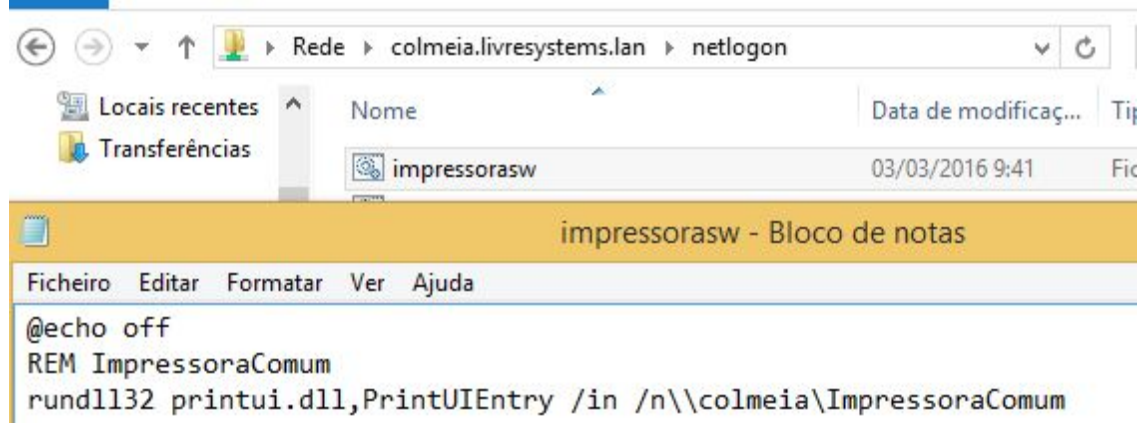 Rede colmeia.livresystems.lan netlogon
Locais recentes
Transferências
Nome Data de modificaç... Tip
impressorasw 03/03/2016 9:41 Fic
impressorasw - Bloco de notas
Ficheiro Editar Formatar Ver Ajuda
@echo off
REM ImpressoraComum
rundll32 printui.dll,PrintUIEntry /in /n\\colmeia\ImpressoraComum